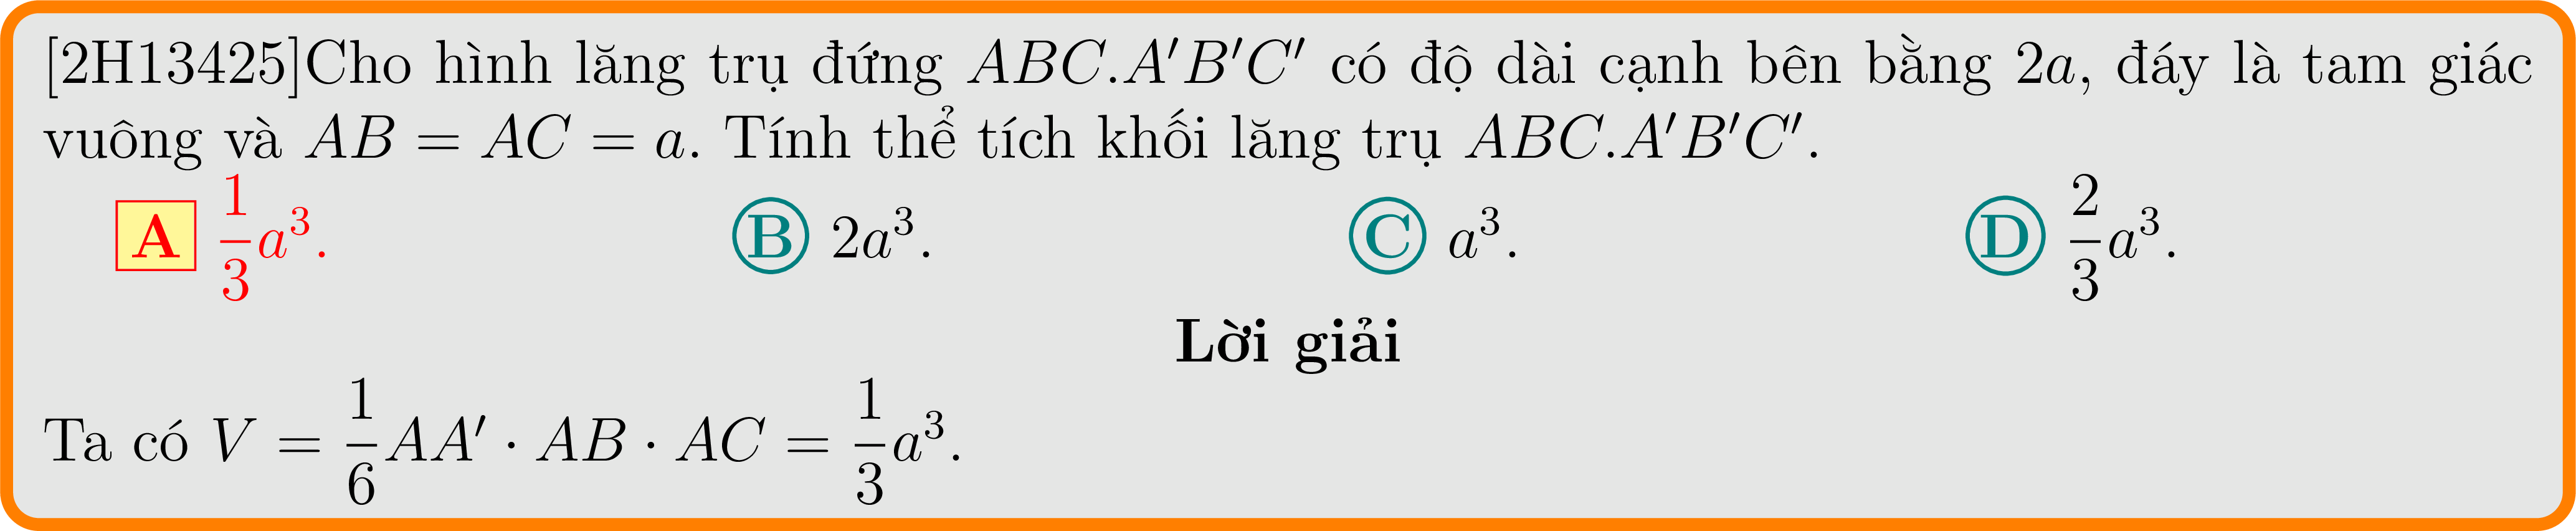 [2H13425]Cho hình lăng trụ đứng ABC.A′B′C′ có độ dài cạnh bên bằng 2a, đáy là tam giác
vuông và AB = AC = a. Tính thể tích khối lăng trụ ABC.A′B′C′.
A \frac{1}{3}a^3. B 2a^3. C a^3. D \frac{2}{3}a^3.
Lời giải
Ta có V = \frac{1}{6}AA′ · AB · AC = \frac{1}{3}a^3.